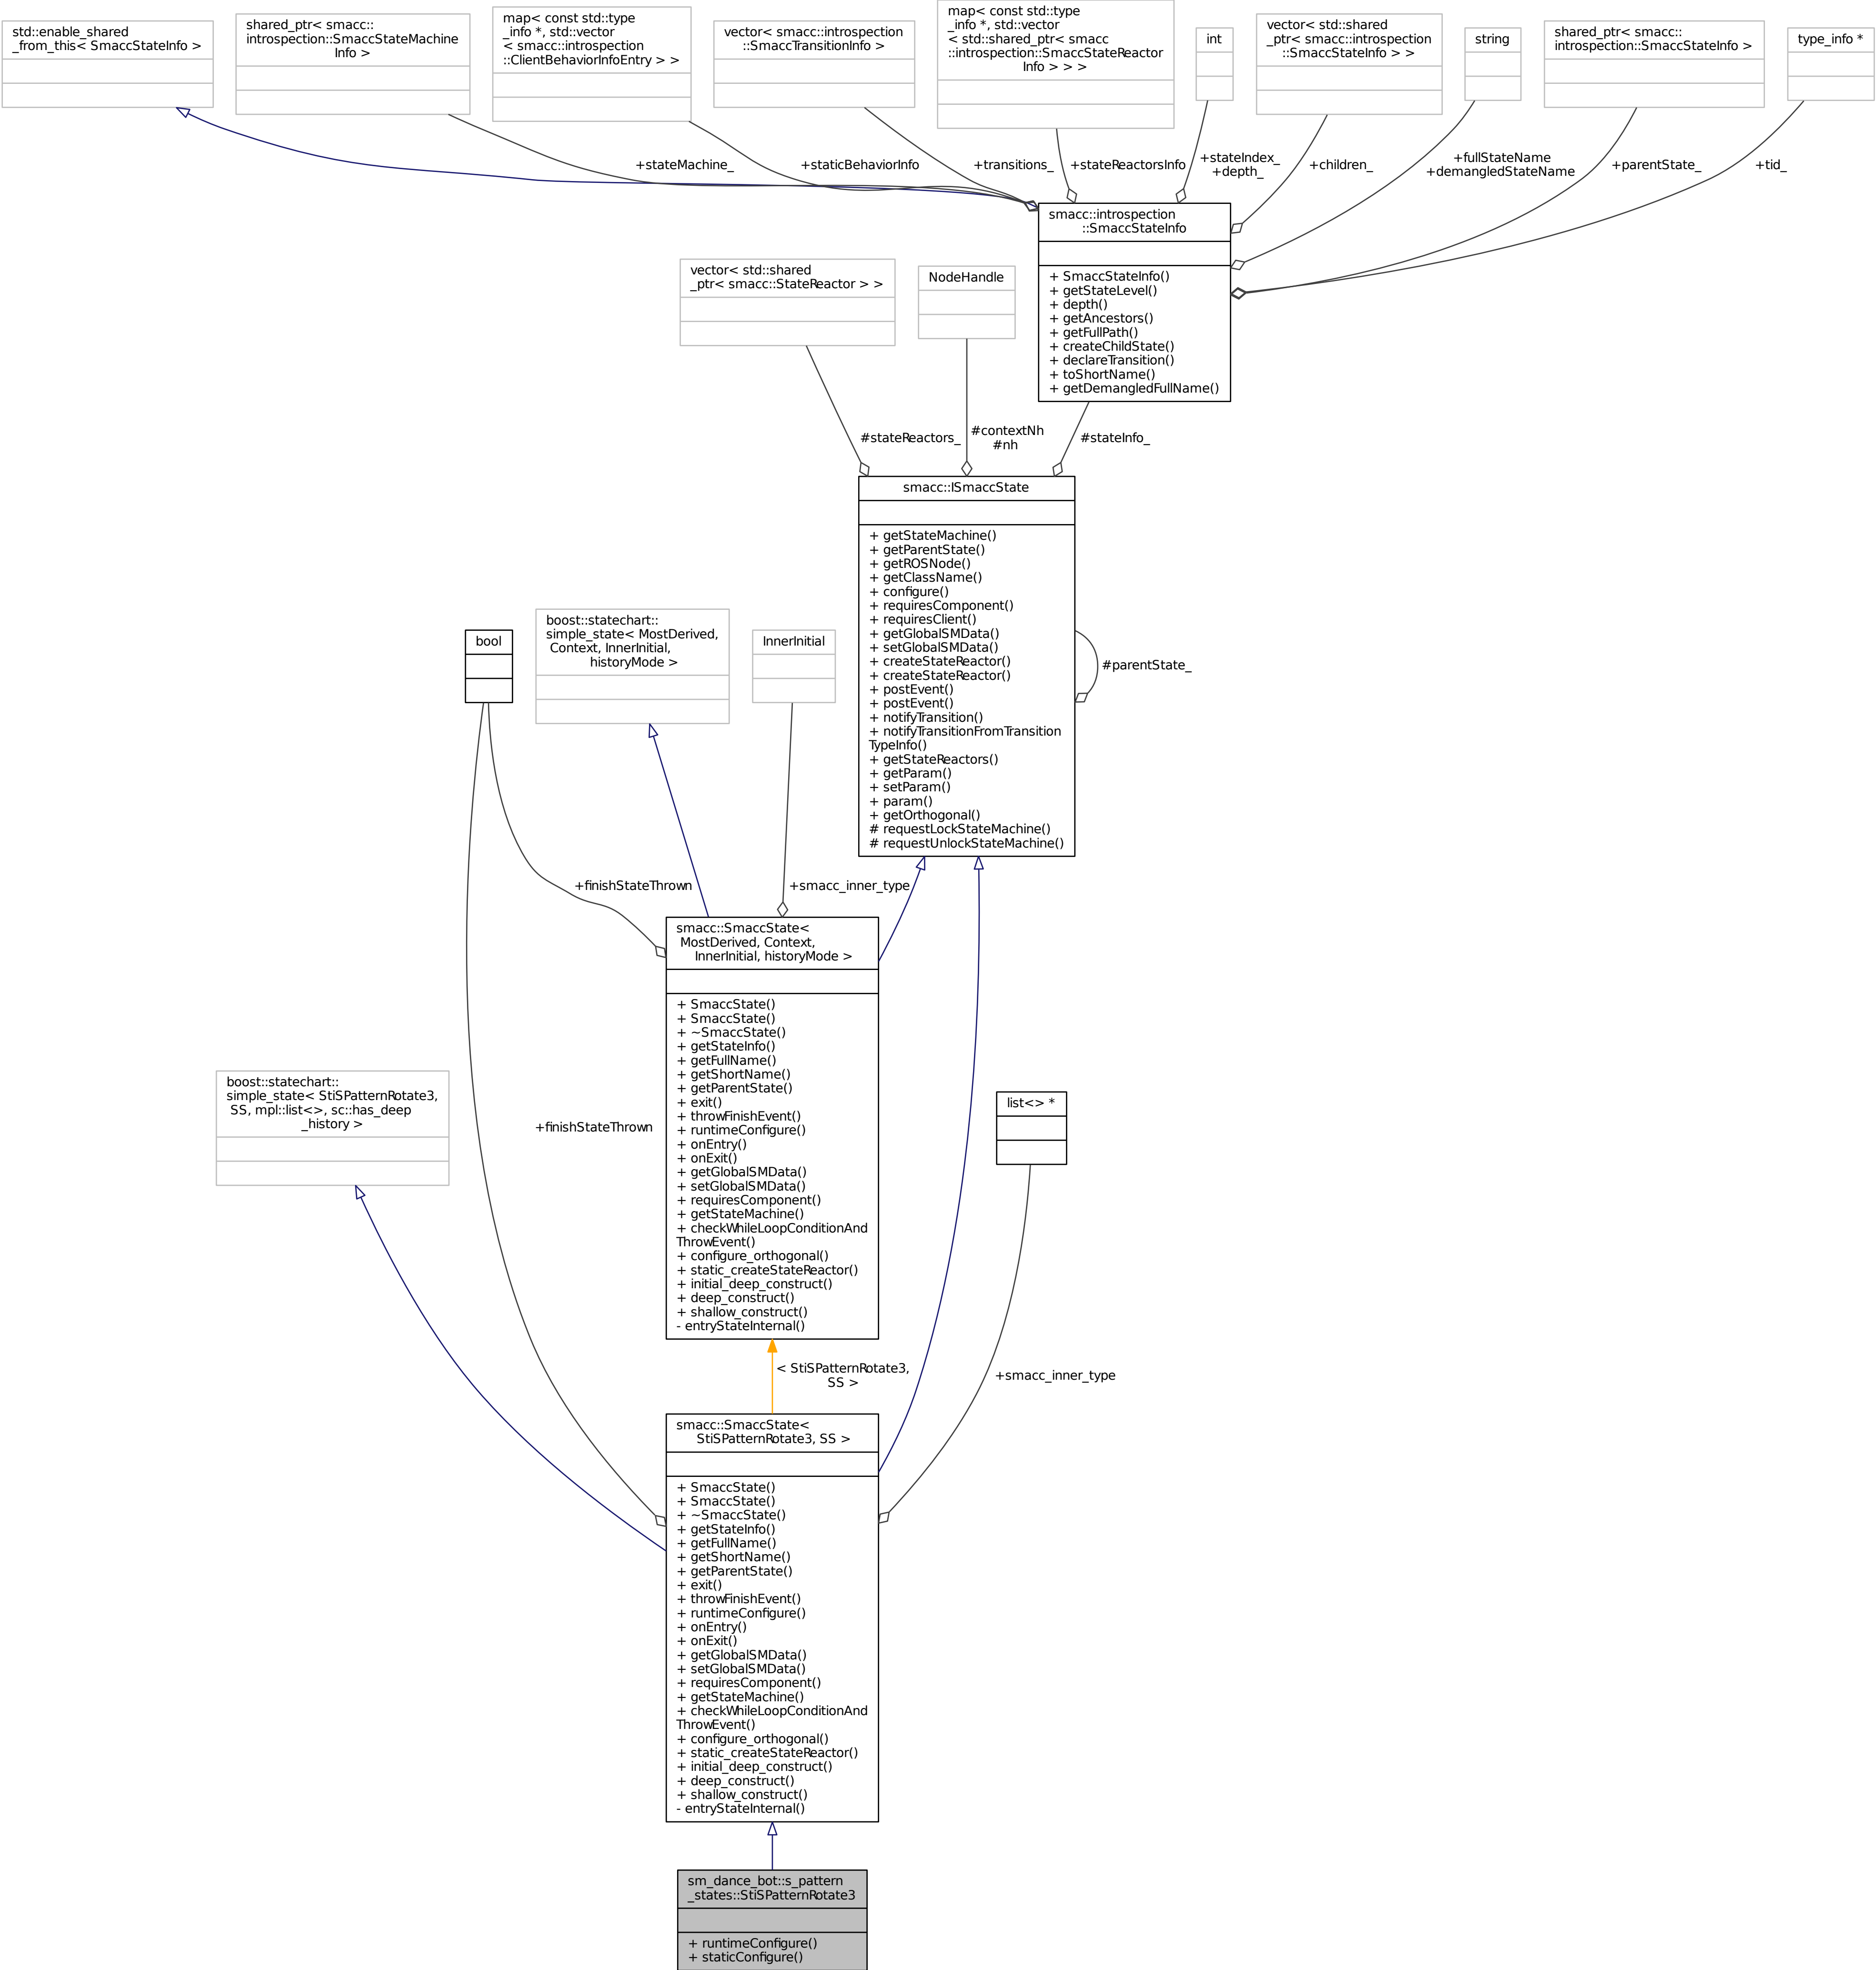 std::enable_shared
_from_this< SmaccStateInfo >
shared_ptr< smacc::
introspection::SmaccStateMachine
Info >
map< const std::type
_info *, std::vector
< smacc::introspection
::ClientBehaviorInfoEntry > >
vector< smacc::introspection
::SmaccTransitionInfo >
map< const std::type
_info *, std::vector
< std::shared_ptr< smacc
::introspection::SmaccStateReactor
Info > > >
int
vector< std::shared
_ptr< smacc::introspection
::SmaccStateInfo > >
string
shared_ptr< smacc::
introspection::SmaccStateInfo >
type_info *
+stateMachine_
+staticBehaviorInfo
+transitions_
+stateReactorsInfo
+stateIndex_
+depth_
+children_
+fullStateName
+demangledStateName
+parentState_
+tid_
smacc::introspection
::SmaccStateInfo
+ SmaccStateInfo()
+ getStateLevel()
+ depth()
+ getAncestors()
+ getFullPath()
+ createChildState()
+ declareTransition()
+ toShortName()
+ getDemangledFullName()
vector< std::shared
_ptr< smacc::StateReactor > >
NodeHandle
#stateReactors_
#contextNh
#nh
#stateInfo_
smacc::ISmaccState
+ getStateMachine()
+ getParentState()
+ getROSNode()
+ getClassName()
+ configure()
+ requiresComponent()
+ requiresClient()
+ getGlobalSMData()
+ setGlobalSMData()
+ createStateReactor()
+ createStateReactor()
+ postEvent()
+ postEvent()
+ notifyTransition()
+ notifyTransitionFromTransition
TypeInfo()
+ getStateReactors()
+ getParam()
+ setParam()
+ param()
+ getOrthogonal()
# requestLockStateMachine()
# requestUnlockStateMachine()
#parentState_
bool
boost::statechart::
simple_state< MostDerived,
Context, InnerInitial,
historyMode >
InnerInitial
+finishStateThrown
+smacc_inner_type
smacc::SmaccState<
MostDerived, Context,
InnerInitial, historyMode >
+ SmaccState()
+ SmaccState()
+ ~SmaccState()
+ getStateInfo()
+ getFullName()
+ getShortName()
+ getParentState()
+ exit()
+ throwFinishEvent()
+ runtimeConfigure()
+ onEntry()
+ onExit()
+ getGlobalSMData()
+ setGlobalSMData()
+ requiresComponent()
+ getStateMachine()
+ checkWhileLoopConditionAnd
ThrowEvent()
+ configure_orthogonal()
+ static_createStateReactor()
+ initial_deep_construct()
+ deep_construct()
+ shallow_construct()
- entryStateInternal()
boost::statechart::
simple_state< StiSPatternRotate3,
SS, mpl::list<>, sc::has_deep
_history >
+finishStateThrown
list<> *
< StiSPatternRotate3,
SS >
+smacc_inner_type
smacc::SmaccState<
StiSPatternRotate3, SS >
+ SmaccState()
+ SmaccState()
+ ~SmaccState()
+ getStateInfo()
+ getFullName()
+ getShortName()
+ getParentState()
+ exit()
+ throwFinishEvent()
+ runtimeConfigure()
+ onEntry()
+ onExit()
+ getGlobalSMData()
+ setGlobalSMData()
+ requiresComponent()
+ getStateMachine()
+ checkWhileLoopConditionAnd
ThrowEvent()
+ configure_orthogonal()
+ static_createStateReactor()
+ initial_deep_construct()
+ deep_construct()
+ shallow_construct()
- entryStateInternal()
sm_dance_bot::s_pattern
_states::StiSPatternRotate3
+ runtimeConfigure()
+ staticConfigure()